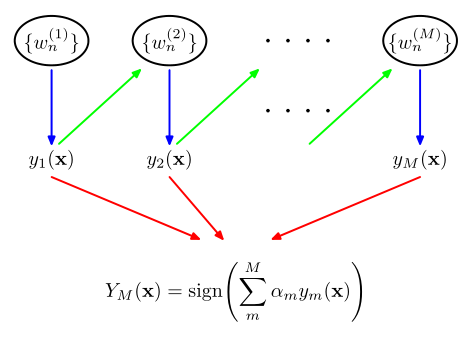 {w_n^{(1)}} {w_n^{(2)}} . . . . {w_n^{(M)}}
. . . .
y_1(x) y_2(x) y_M(x)
Y_M(x) = sign(∑_m^M α_m y_m(x))